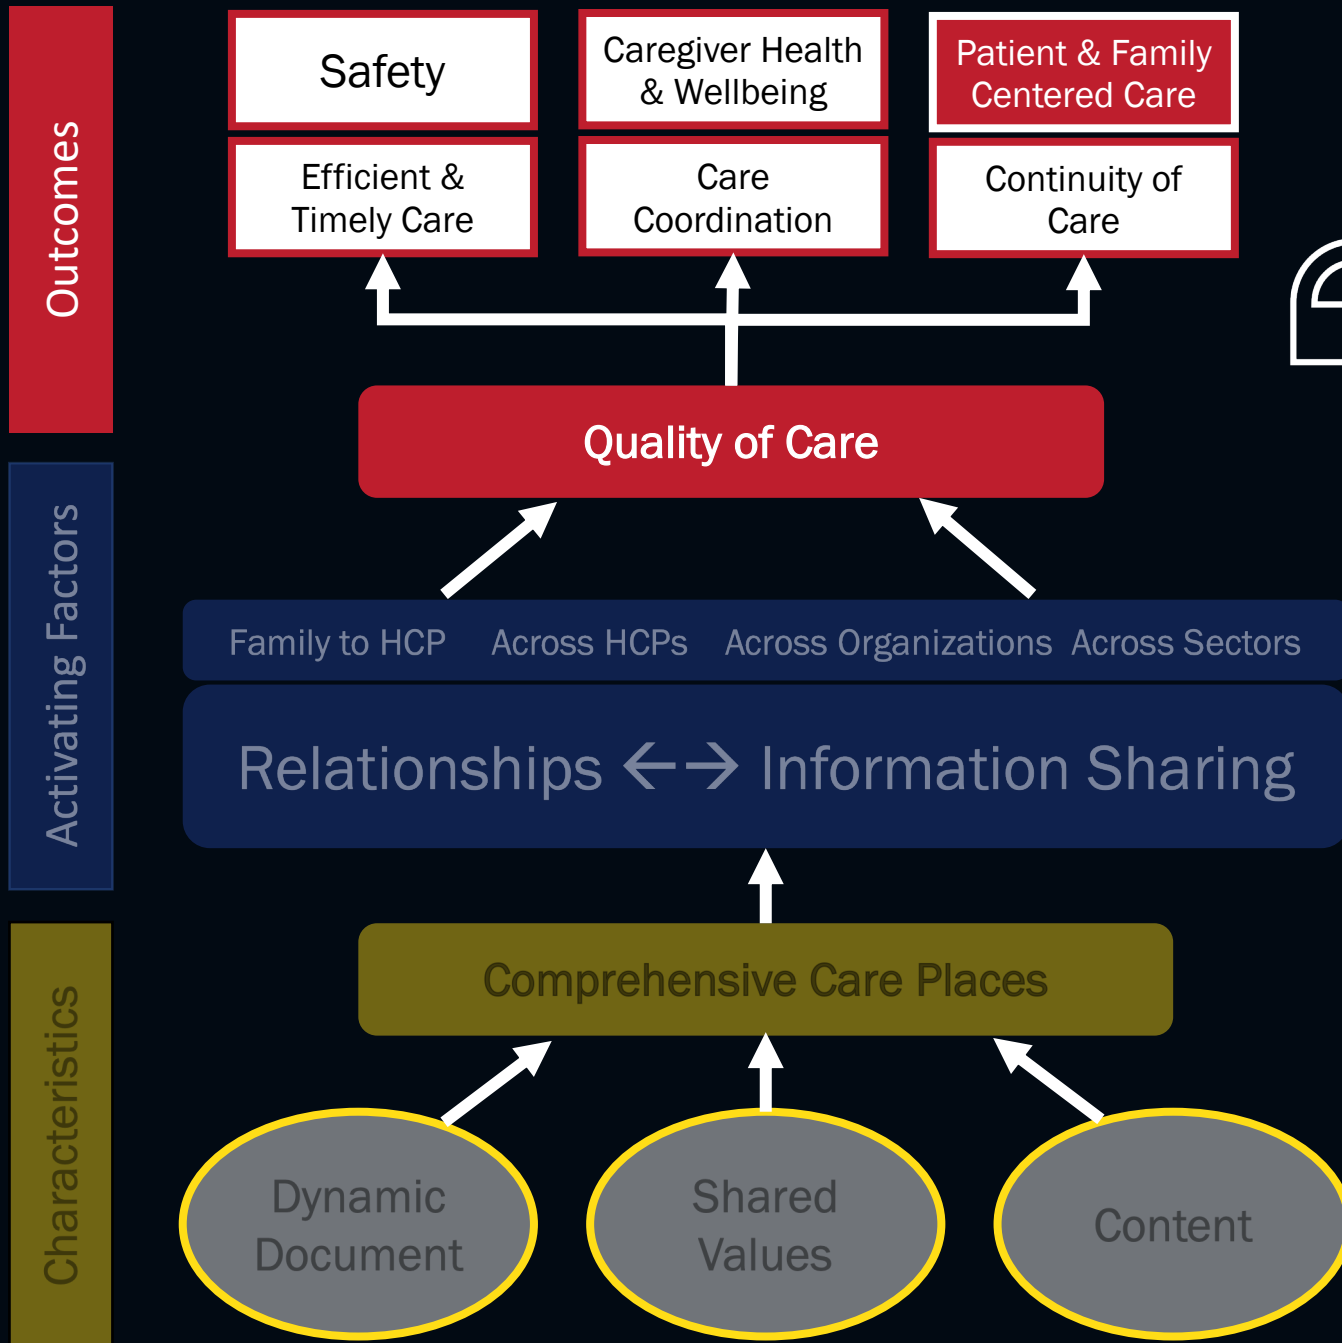 Outcomes
Safety
Caregiver Health
& Wellbeing
Patient & Family
Centered Care
Efficient &
Timely Care
Care
Coordination
Continuity of
Care
Quality of Care
Activating Factors
Family to HCP
Across HCPs
Across Organizations
Across Sectors
Relationships ←→ Information Sharing
Characteristics
Comprehensive Care Places
Dynamic
Document
Shared
Values
Content